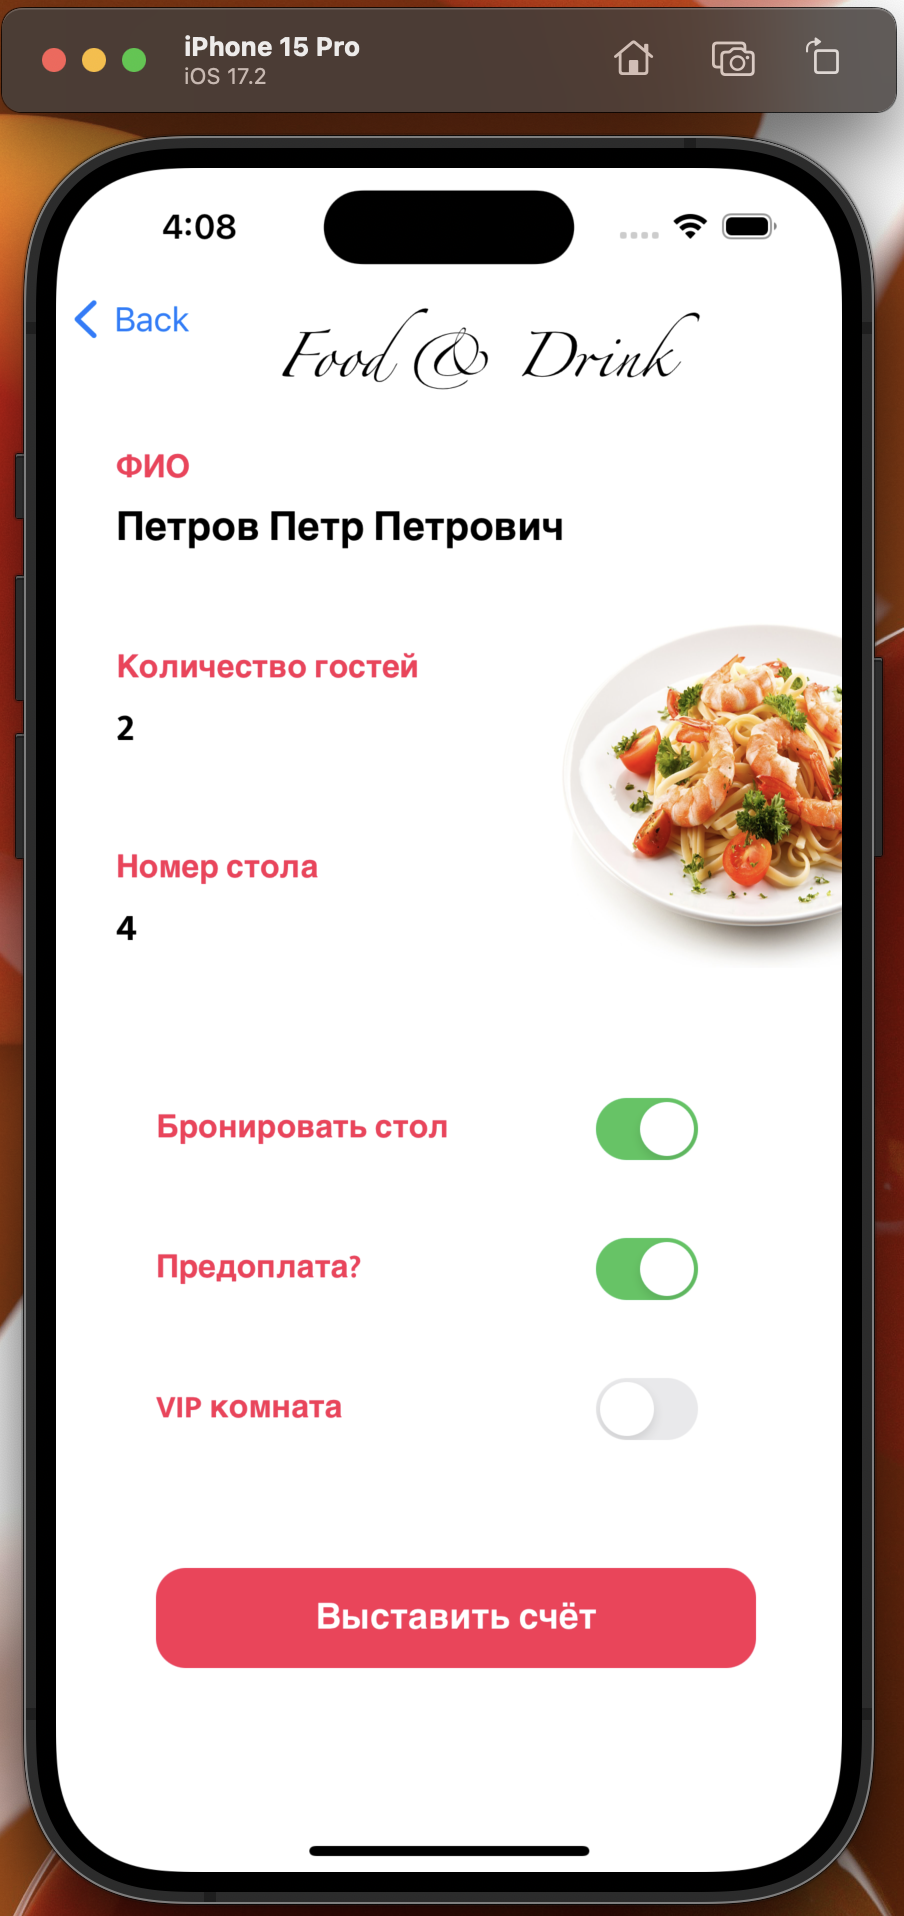 iPhone 15 Pro
iOS 17.2
4:08
Back
Food & Drink
ФИО
Петров Петр Петрович
Количество гостей
2
Номер стола
4
Бронировать стол
Предоплата?
VIP комната
Выставить счёт